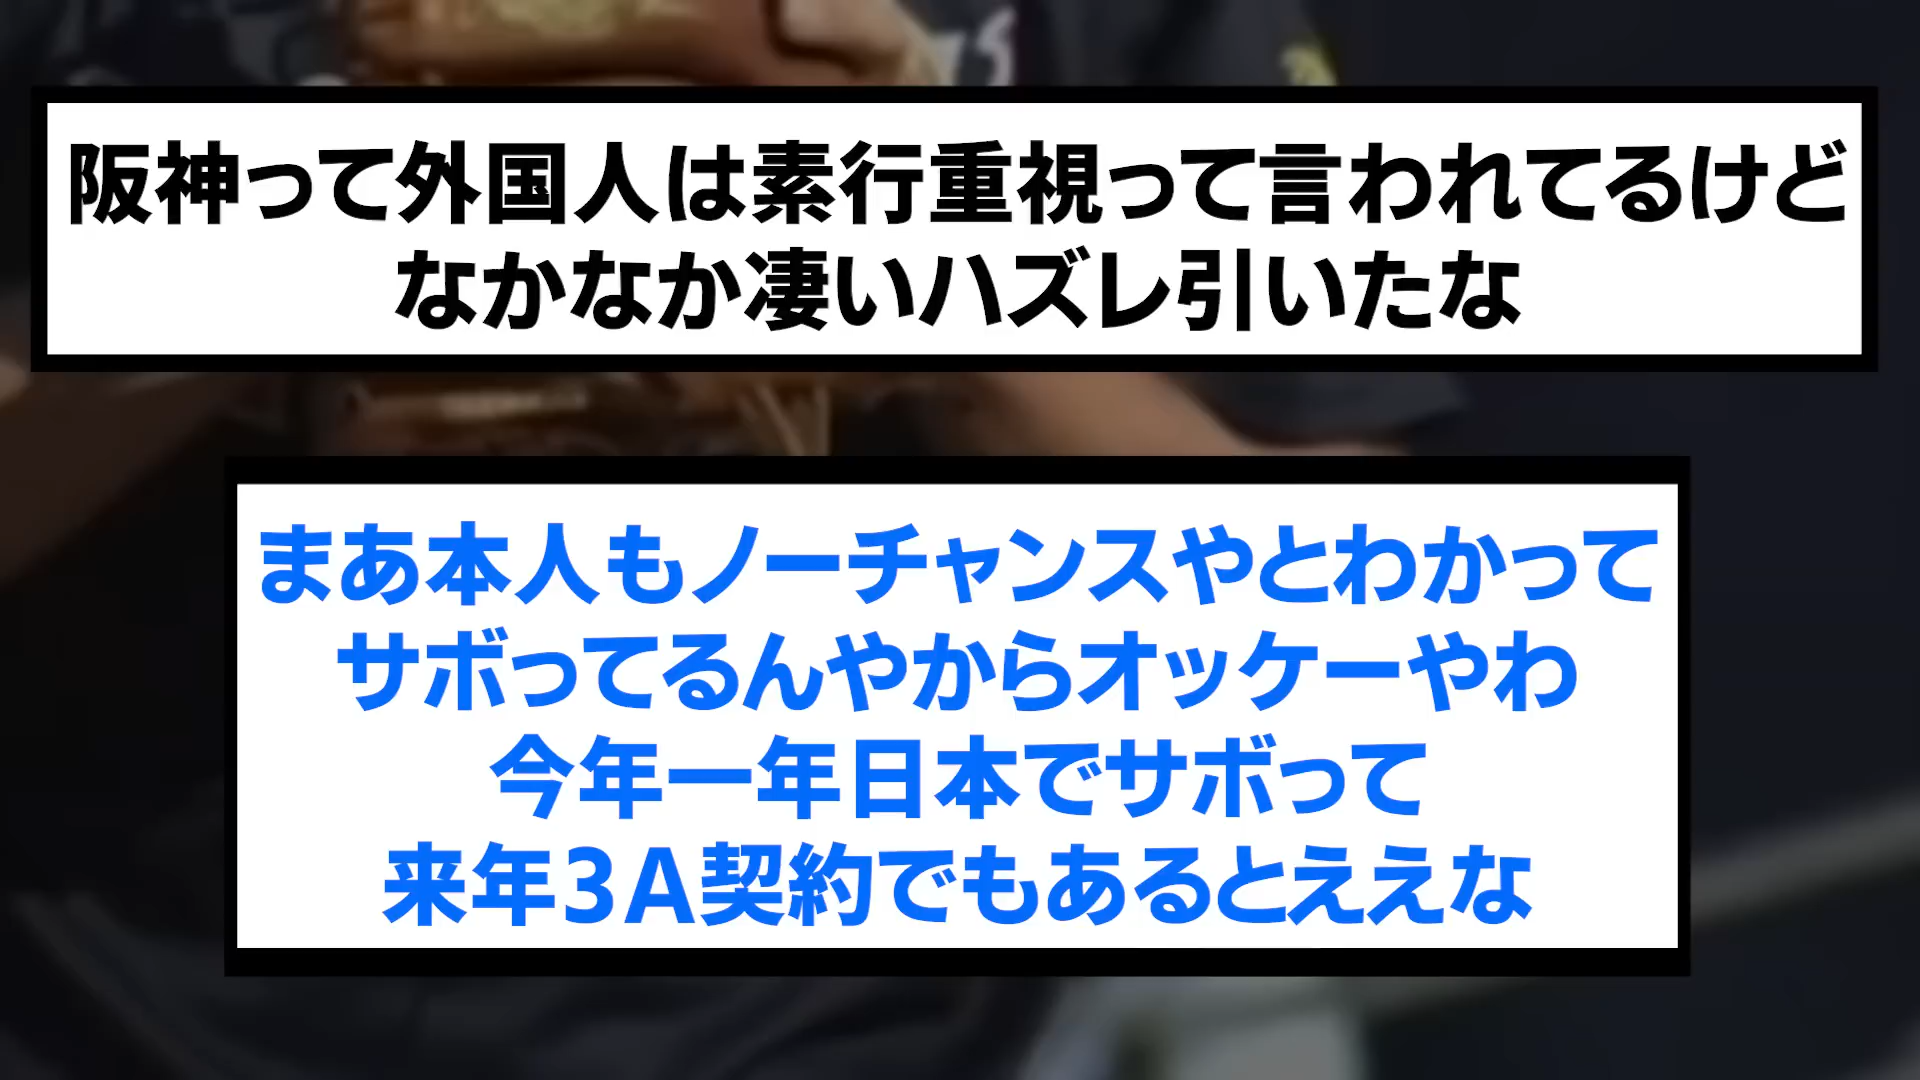 阪神って外国人は素行重視って言われてるけど
なかなか凄いハズレ引いたな
まあ本人もノーチャンスやとわかって
サボってるんやからオッケーやわ
今年一年日本でサボって
来年3A契約でもあるとええな